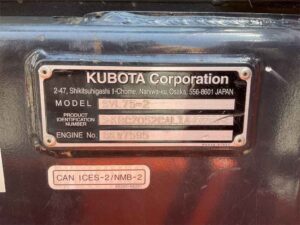 KUBOTA Corporation
2-47, Shikitsuhigashi 1-Chome, Naniwa-ku, Osaka, 556-8601 JAPAN
MODEL SVL75-2
PRODUCT
IDENTIFICATION
NUMBER
ENGINE No.
CAN ICES-2/NMB-2